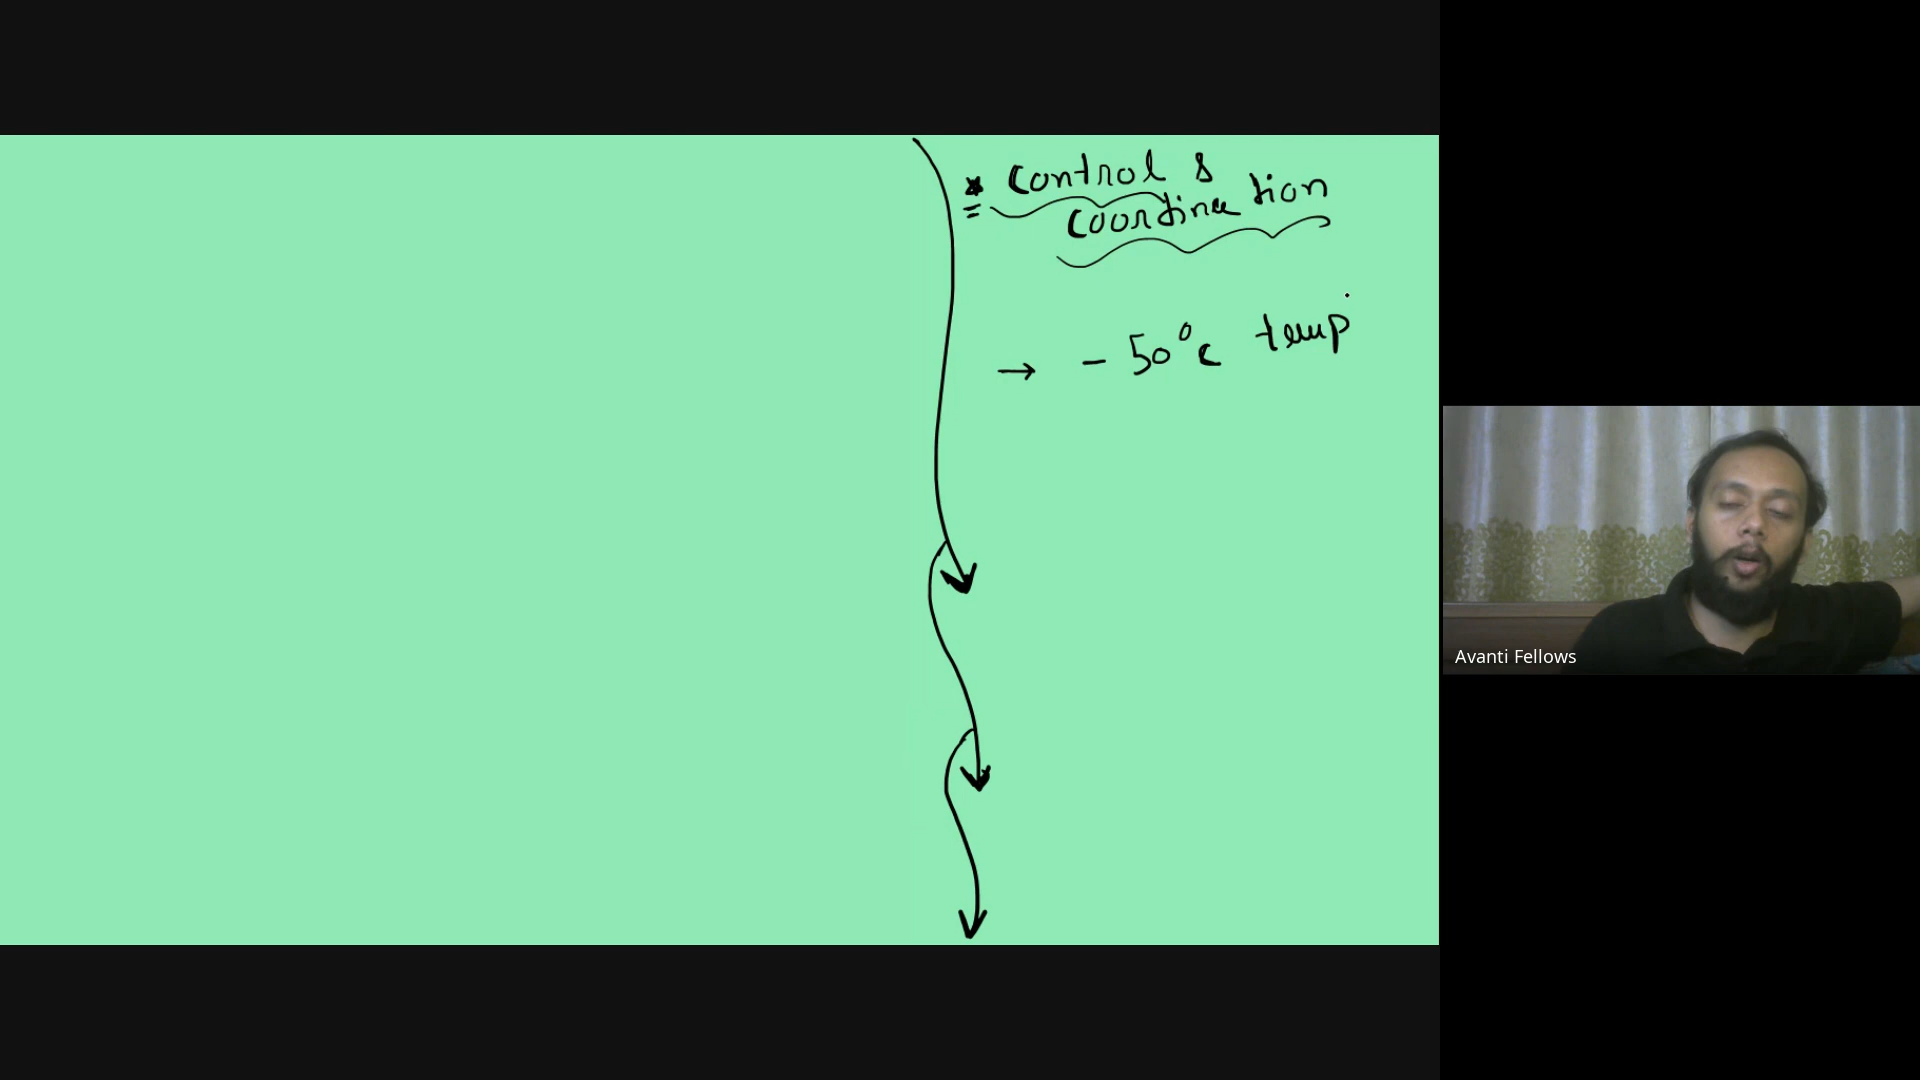 * Control &
Coordination
→ - 50°c temp
Avanti Fellows